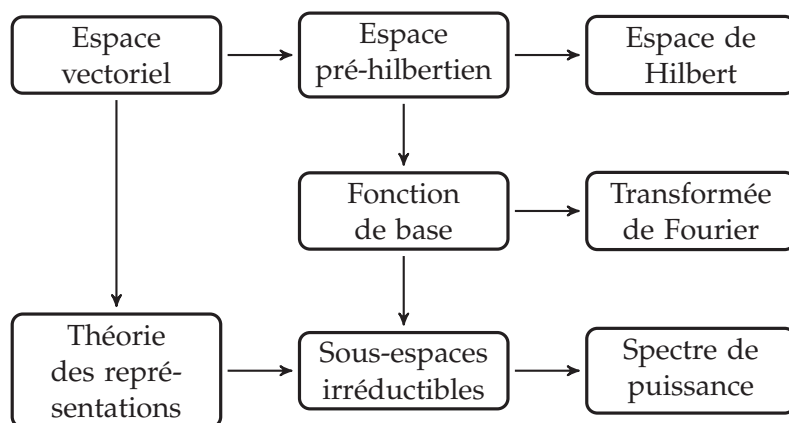 Espace
vectoriel
Espace
pré-hilbertien
Espace de
Hilbert
Fonction
de base
Transformée
de Fourier
Théorie
des repré-
sentations
Sous-espaces
irréductibles
Spectre de
puissance